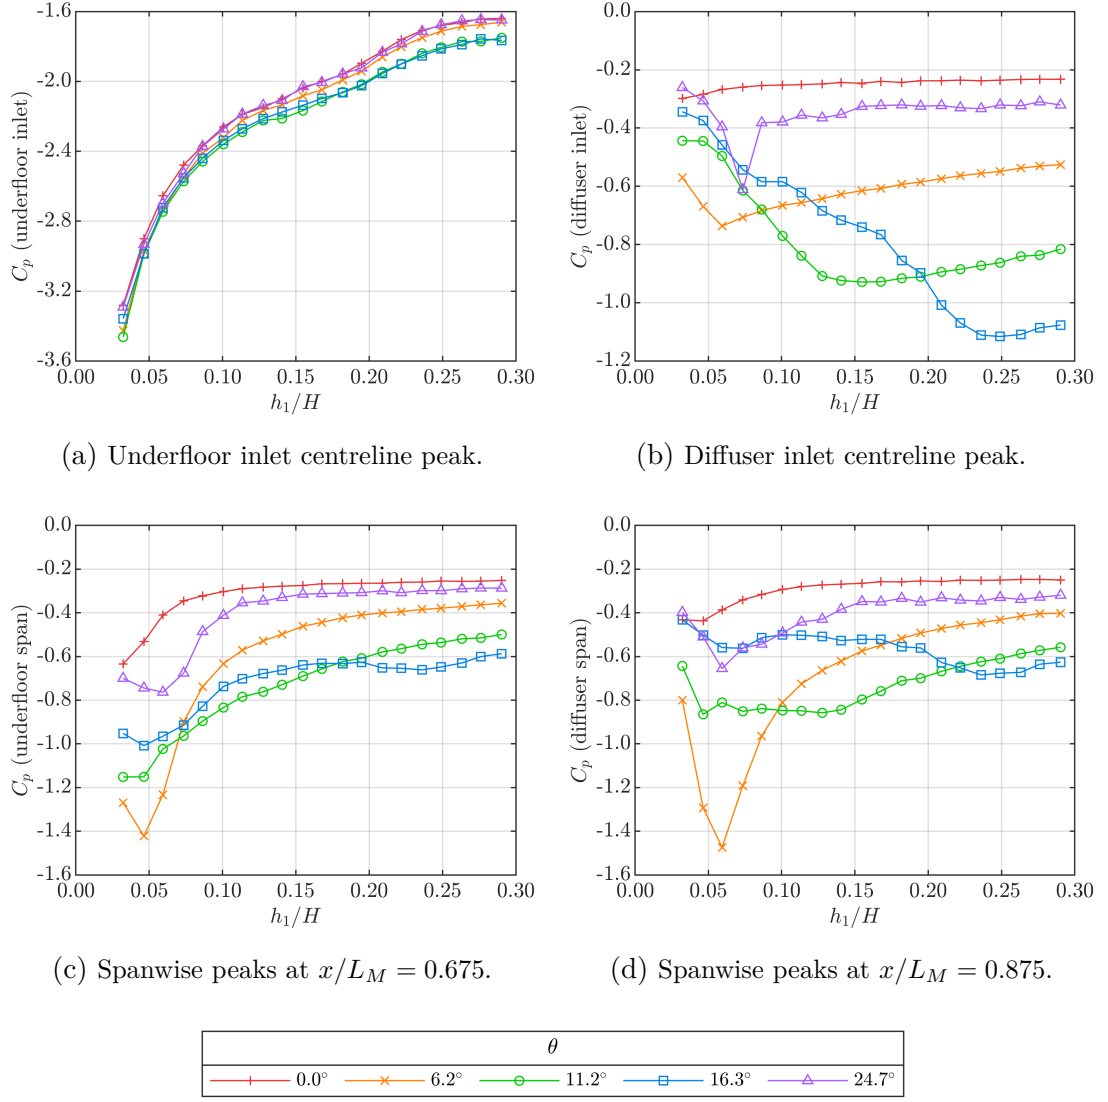 -1.6
-2.0
-2.4
-2.8
-3.2
-3.6
C_p (underfloor inlet)
0.00 0.05 0.10 0.15 0.20 0.25 0.30
h_1/H
(a) Underfloor inlet centreline peak.
0.0
-0.2
-0.4
-0.6
-0.8
-1.0
-1.2
C_p (diffuser inlet)
0.00 0.05 0.10 0.15 0.20 0.25 0.30
h_1/H
(b) Diffuser inlet centreline peak.
0.0
-0.2
-0.4
-0.6
-0.8
-1.0
-1.2
-1.4
-1.6
C_p (underfloor span)
0.00 0.05 0.10 0.15 0.20 0.25 0.30
h_1/H
(c) Spanwise peaks at x/L_M = 0.675.
0.0
-0.2
-0.4
-0.6
-0.8
-1.0
-1.2
-1.4
-1.6
C_p (diffuser span)
0.00 0.05 0.10 0.15 0.20 0.25 0.30
h_1/H
(d) Spanwise peaks at x/L_M = 0.875.
θ
0.0° 6.2° 11.2° 16.3° 24.7°